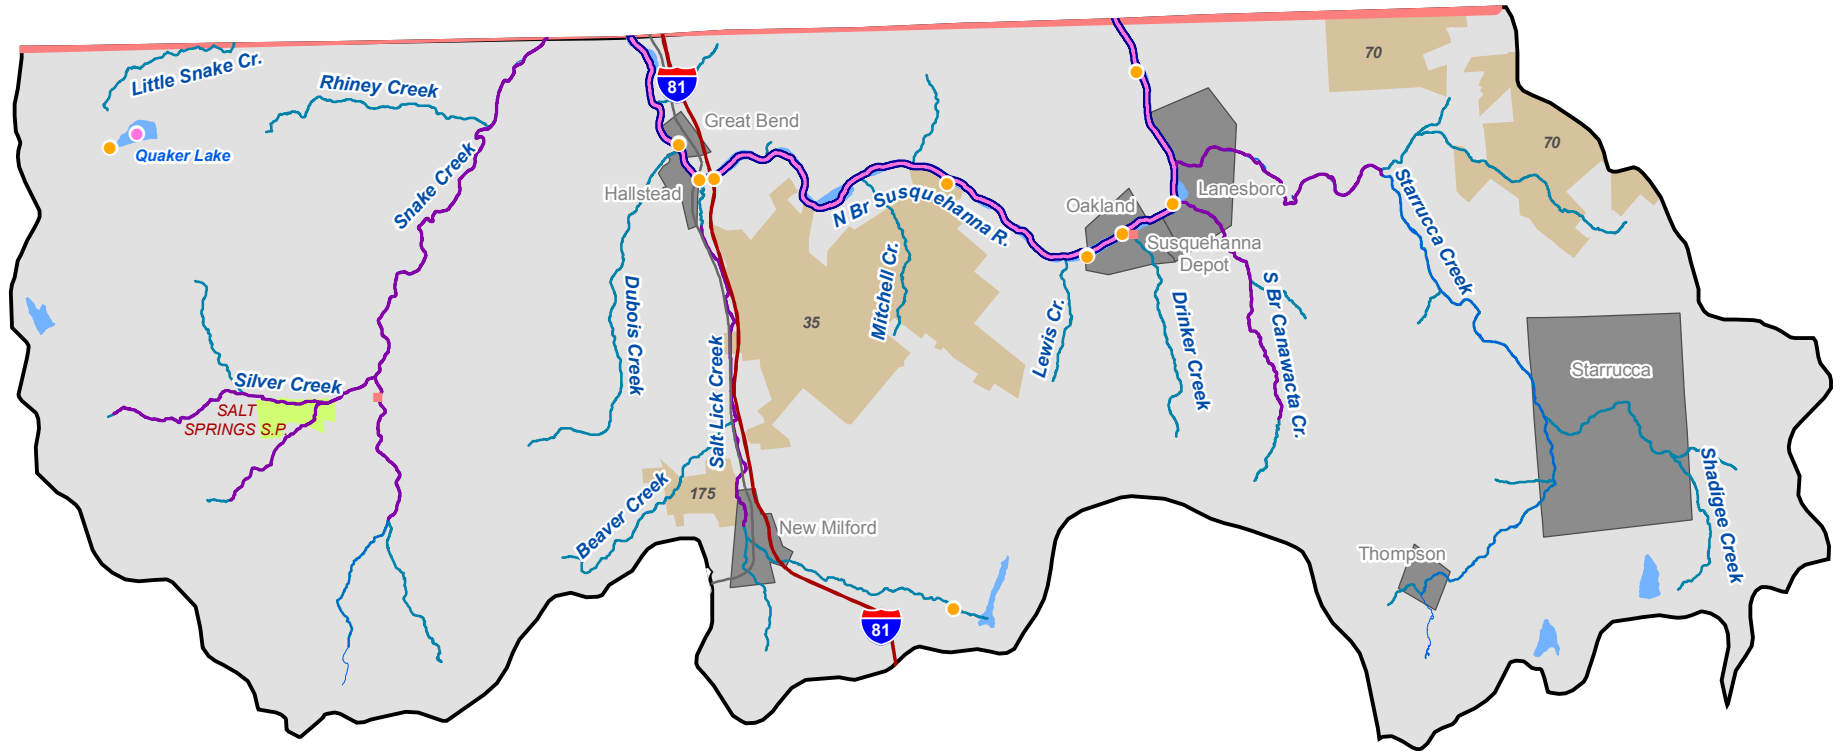 Little Snake Cr.
Rhiney Creek
81
70
Great Bend
70
Quaker Lake
Snake Creek
Hallstead
N Br Susquehanna R.
Oakland
Lanesboro
Starrucca Creek
Susquehanna
Depot
Dubois Creek
Mitchell Cr.
35
Lewis Cr.
Drinker Creek
S Br Canawacta Cr.
Silver Creek
SALT
SPRINGS S.P.
Salt Lick Creek
Starrucca
Beaver Creek
175
New Milford
Shadigee Creek
Thompson
81